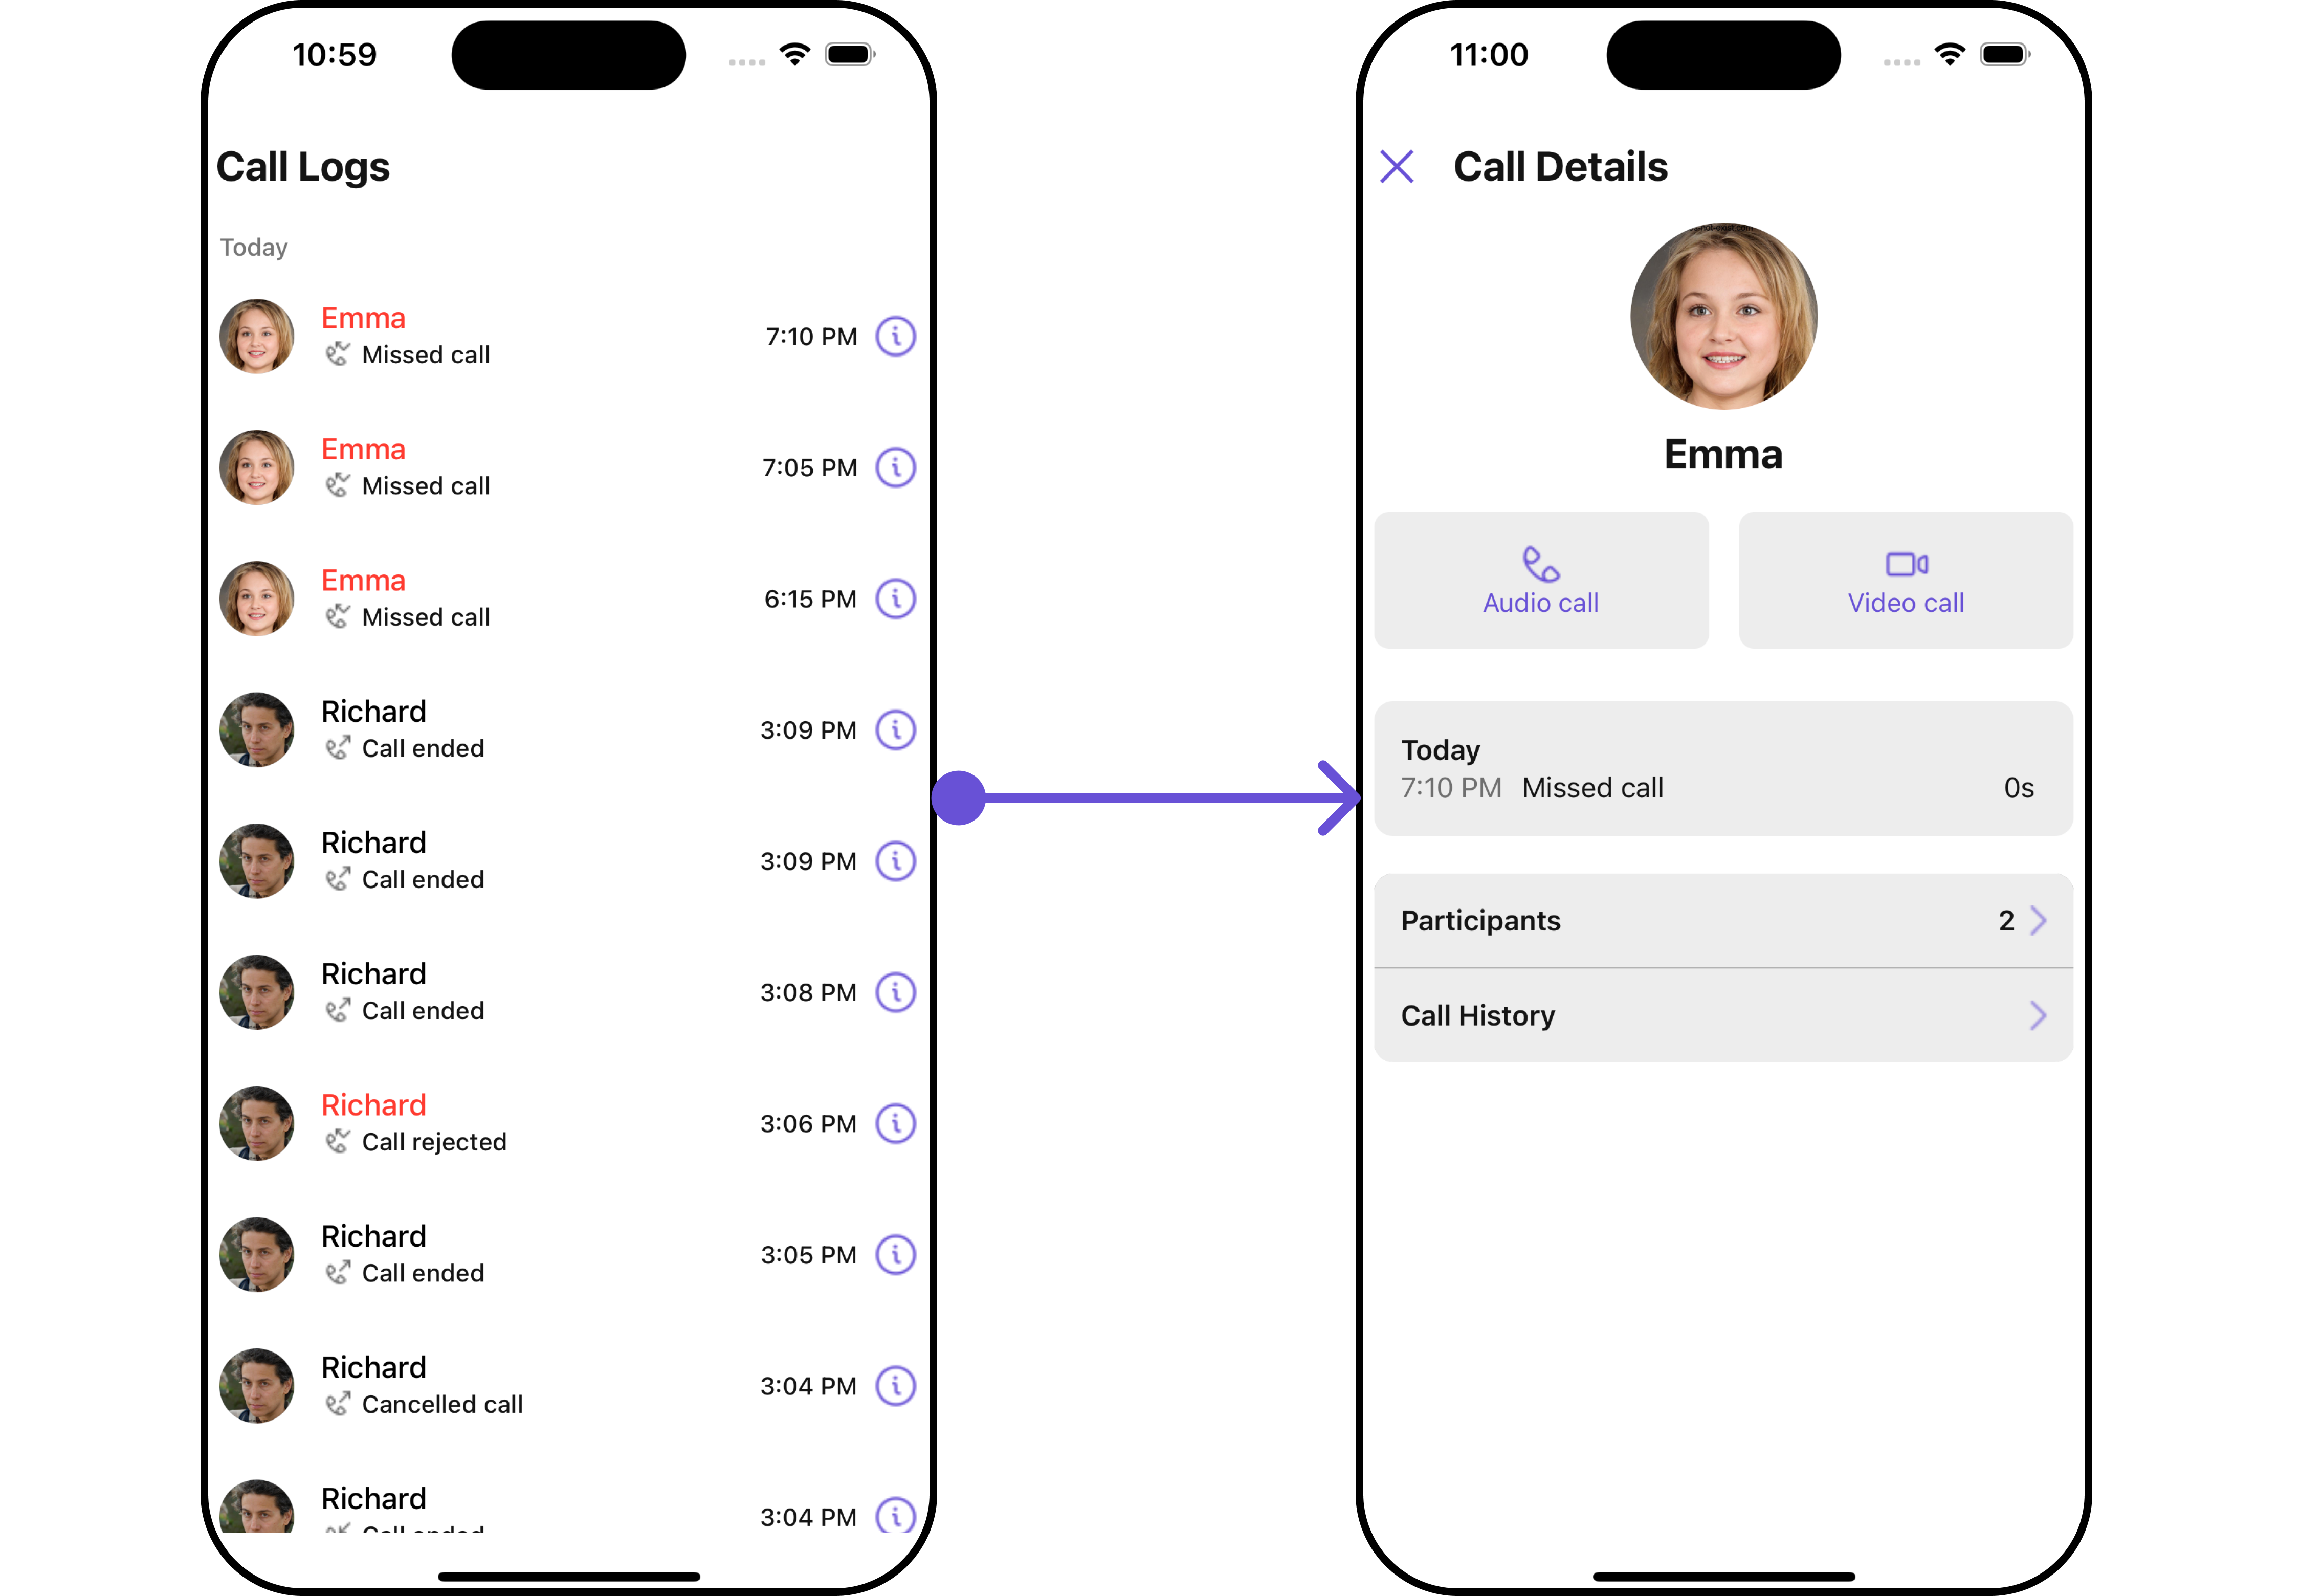 10:59
Call Logs
Today
Emma
Missed call
7:10 PM
Emma
Missed call
7:05 PM
Emma
Missed call
6:15 PM
Richard
Call ended
3:09 PM
Richard
Call ended
3:09 PM
Richard
Call ended
3:08 PM
Richard
Call rejected
3:06 PM
Richard
Call ended
3:05 PM
Richard
Cancelled call
3:04 PM
Richard
Call ended
3:04 PM
11:00
Call Details
Emma
Audio call
Video call
Today
7:10 PM Missed call 0s
Participants 2
Call History